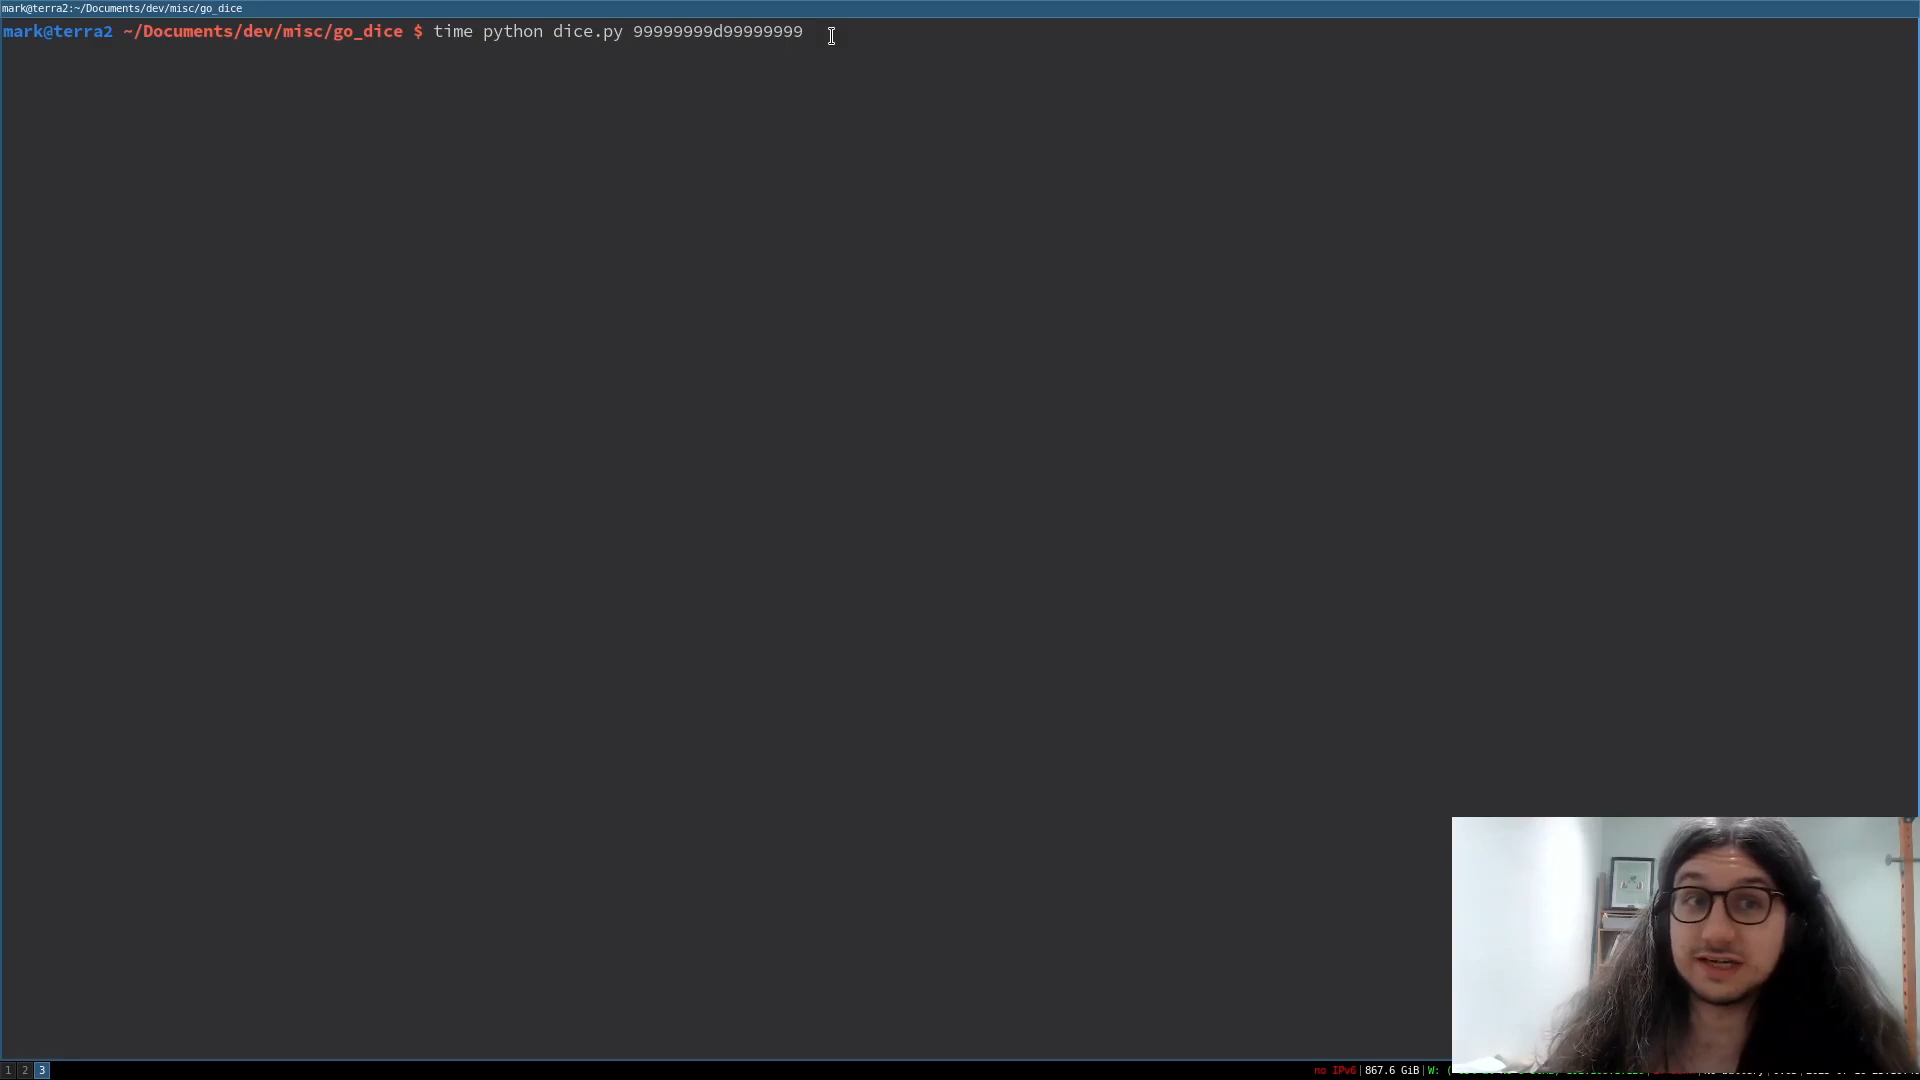 mark@terra2:~/Documents/dev/misc/go_dice
mark@terra2 ~/Documents/dev/misc/go_dice $ time python dice.py 99999999d99999999
1 2 3
no IPv6|867.6 GiB|W: (